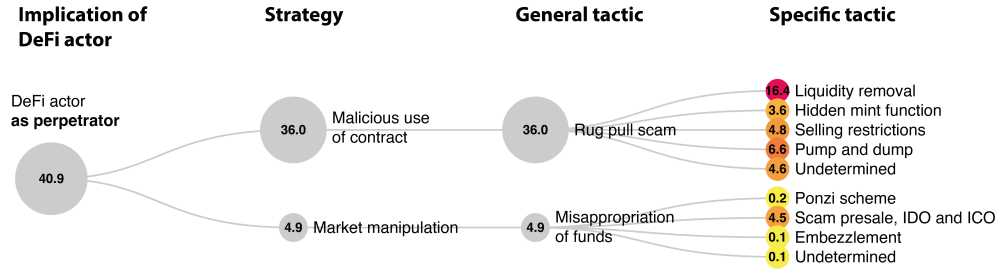 Implication of
DeFi actor
Strategy
General tactic
Specific tactic
DeFi actor
as perpetrator
40.9
36.0
Malicious use
of contract
36.0
Rug pull scam
16.4 Liquidity removal
3.6 Hidden mint function
4.8 Selling restrictions
6.6 Pump and dump
4.6 Undetermined
4.9 Market manipulation
4.9
Misappropriation
of funds
0.2 Ponzi scheme
4.5 Scam presale, IDO and ICO
0.1 Embezzlement
0.1 Undetermined